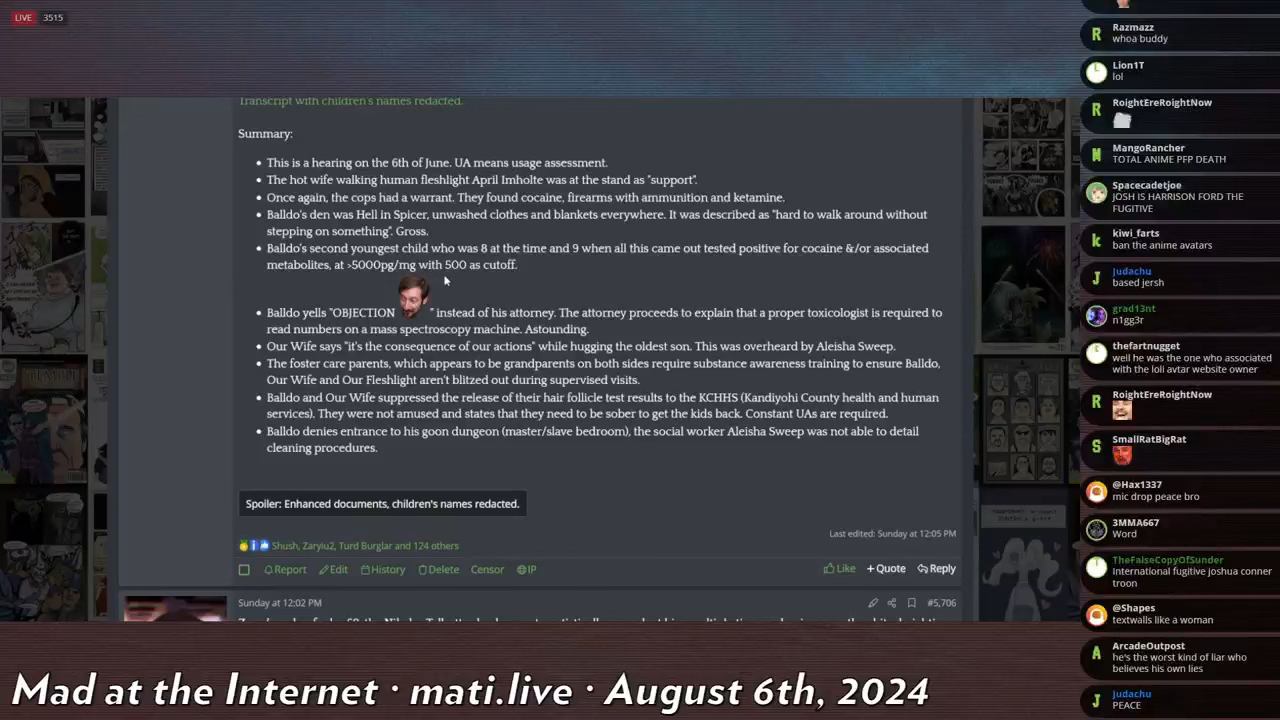 LIVE 3515
Transcript with children's names redacted.
Summary:
• This is a hearing on the 6th of June. UA means usage assessment.
• The hot wife walking human fleshlight April Imholte was at the stand as "support".
• Once again, the cops had a warrant. They found cocaine, firearms with ammunition and ketamine.
• Balldo's den was Hell in Spicer, unwashed clothes and blankets everywhere. It was described as "hard to walk around without
stepping on something". Gross.
• Balldo's second youngest child who was 8 at the time and 9 when all this came out tested positive for cocaine &/or associated
metabolites, at >5000pg/mg with 500 as cutoff.
• Balldo yells "OBJECTION " instead of his attorney. The attorney proceeds to explain that a proper toxicologist is required to
read numbers on a mass spectroscopy machine. Astounding.
• Our Wife says "it's the consequence of our actions" while hugging the oldest son. This was overheard by Aleisha Sweep.
• The foster care parents, which appears to be grandparents on both sides require substance awareness training to ensure Balldo,
Our Wife and Our Fleshlight aren't blitzed out during supervised visits.
• Balldo and Our Wife suppressed the release of their hair follicle test results to the KCHHS (Kandiyohi County health and human
services). They were not amused and states that they need to be sober to get the kids back. Constant UAs are required.
• Balldo denies entrance to his goon dungeon (master/slave bedroom), the social worker Aleisha Sweep was not able to detail
cleaning procedures.
Spoiler: Enhanced documents, children's names redacted.
Last edited: Sunday at 12:05 PM
Shush, Zaryiu2, Turd Burglar and 124 others
Report Edit History Delete Censor IP
Like + Quote Reply
Sunday at 12:02 PM
#5,706
Mad at the Internet · mati.live · August 6th, 2024
R
Razmazz
whoa buddy
Lion1T
lol
R
RoightEreRoightNow
MangoRancher
TOTAL ANIME PFP DEATH
Spacecadetjoe
JOSH IS HARRISON FORD THE
FUGITIVE
k
kiwi_farts
ban the anime avatars
J
Judachu
based jersh
grad13nt
n1gg3r
thefartnugget
well he was the one who associated
with the loli avtar website owner
R
RoightEreRoightNow
S
SmallRatBigRat
@Hax1337
mic drop peace bro
3MMA667
Word
TheFalseCopyOfSunder
International fugitive joshua conner
troon
@Shapes
textwalls like a woman
A
ArcadeOutpost
he's the worst kind of liar who
believes his own lies
J
Judachu
PEACE